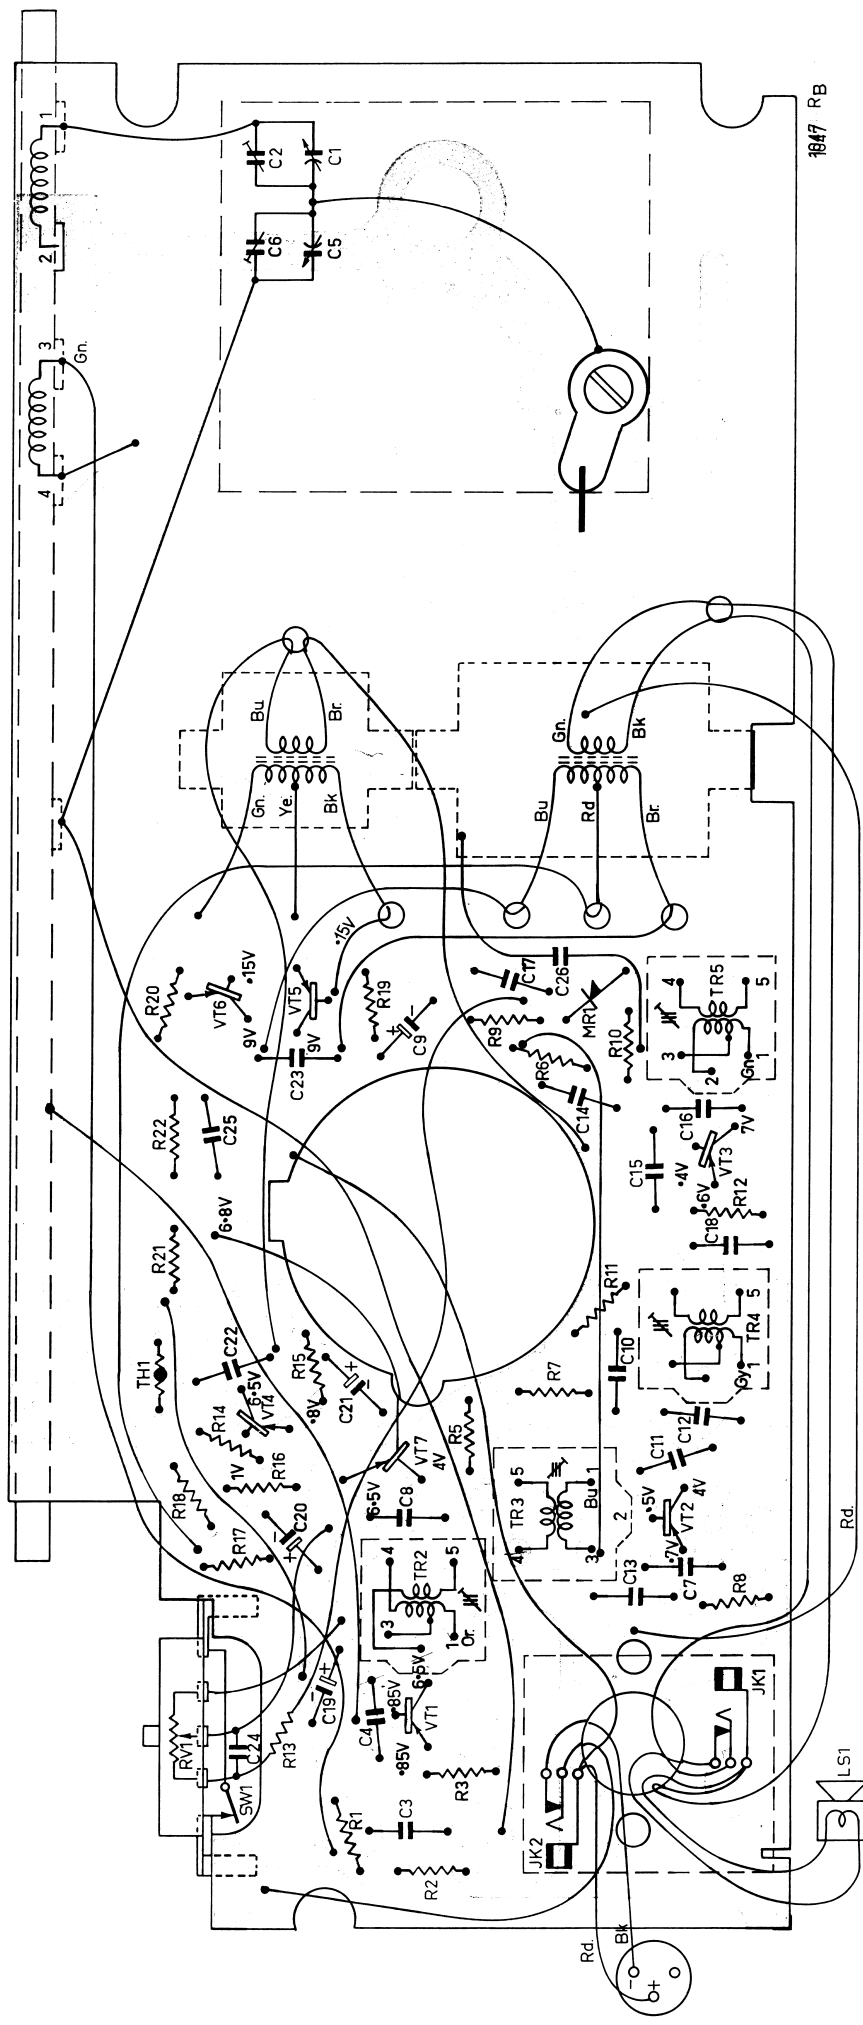 1
2
3
Gn.
4
C2
C1
C6
C5
1847 RB
1847
Bu
Br.
Gn.
Ye.
Bk
Gn.
Bk
Bu
Rd
Br.
R20
VT6
•15V
9V
VT5
•15V
9V
R19
C23
+
-
C9
C17
C26
R9
MR1
R6
R10
C14
4
TR5
5
3
2
Gn
1
R22
C25
C16
7V
VT3
•4V
•6V
C15
R12
C18
6•8V
R21
TH1
C22
R15
6•5V
VT4
•8V
C21
+
-
R14
1V
R16
R18
R17
C20
-
+
R11
R7
C10
5
TR4
Gy
1
C12
C11
R5
VT7
4V
6•5V
C8
TR3
5
4
Bu
1
2
3
•5V
VT2
4V
•7V
C7
C13
R8
4
TR2
5
3
1
Or.
6•5V
•85V
VT1
C4
•85V
C19
-
+
RV1
C24
SW1
R13
R1
C3
R2
R3
JK2
JK1
Rd.
LS1
Rd.
Bk
-
+